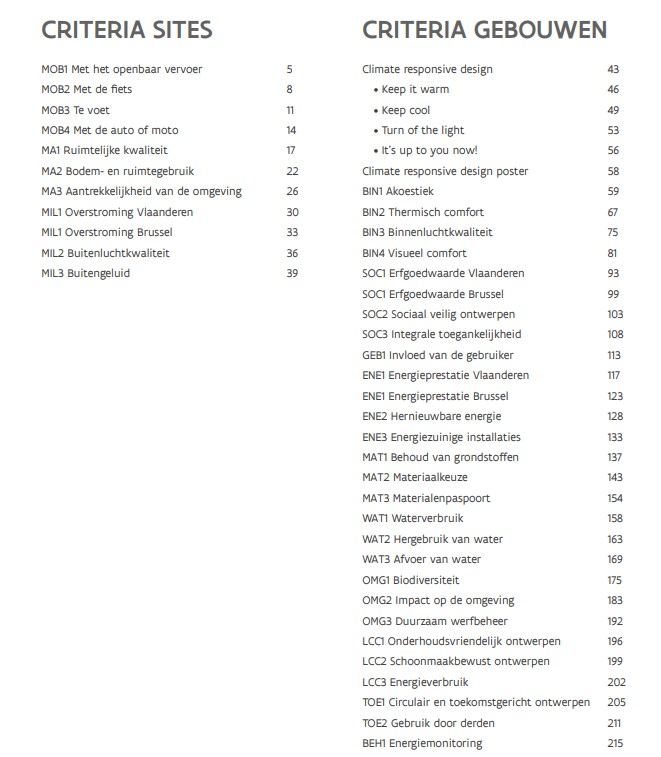 CRITERIA SITES
MOB1 Met het openbaar vervoer 5
MOB2 Met de fiets 8
MOB3 Te voet 11
MOB4 Met de auto of moto 14
MA1 Ruimtelijke kwaliteit 17
MA2 Bodem- en ruimtegebruik 22
MA3 Aantrekkelijkheid van de omgeving 26
MIL1 Overstroming Vlaanderen 30
MIL1 Overstroming Brussel 33
MIL2 Buitenluchtkwaliteit 36
MIL3 Buitengeluid 39
CRITERIA GEBOUWEN
Climate responsive design 43
• Keep it warm 46
• Keep cool 49
• Turn of the light 53
• It's up to you now! 56
Climate responsive design poster 58
BIN1 Akoestiek 59
BIN2 Thermisch comfort 67
BIN3 Binnenluchtkwaliteit 75
BIN4 Visueel comfort 81
SOC1 Erfgoedwaarde Vlaanderen 93
SOC1 Erfgoedwaarde Brussel 99
SOC2 Sociaal veilig ontwerpen 103
SOC3 Integrale toegankelijkheid 108
GEB1 Invloed van de gebruiker 113
ENE1 Energieprestatie Vlaanderen 117
ENE1 Energieprestatie Brussel 123
ENE2 Hernieuwbare energie 128
ENE3 Energiezuinige installaties 133
MAT1 Behoud van grondstoffen 137
MAT2 Materiaalkeuze 143
MAT3 Materialenpaspoort 154
WAT1 Waterverbruik 158
WAT2 Hergebruik van water 163
WAT3 Afvoer van water 169
OMG1 Biodiversiteit 175
OMG2 Impact op de omgeving 183
OMG3 Duurzaam werfbeheer 192
LCC1 Onderhoudsvriendelijk ontwerpen 196
LCC2 Schoonmaakbewust ontwerpen 199
LCC3 Energieverbruik 202
TOE1 Circulair en toekomstgericht ontwerpen 205
TOE2 Gebruik door derden 211
BEH1 Energiemonitoring 215